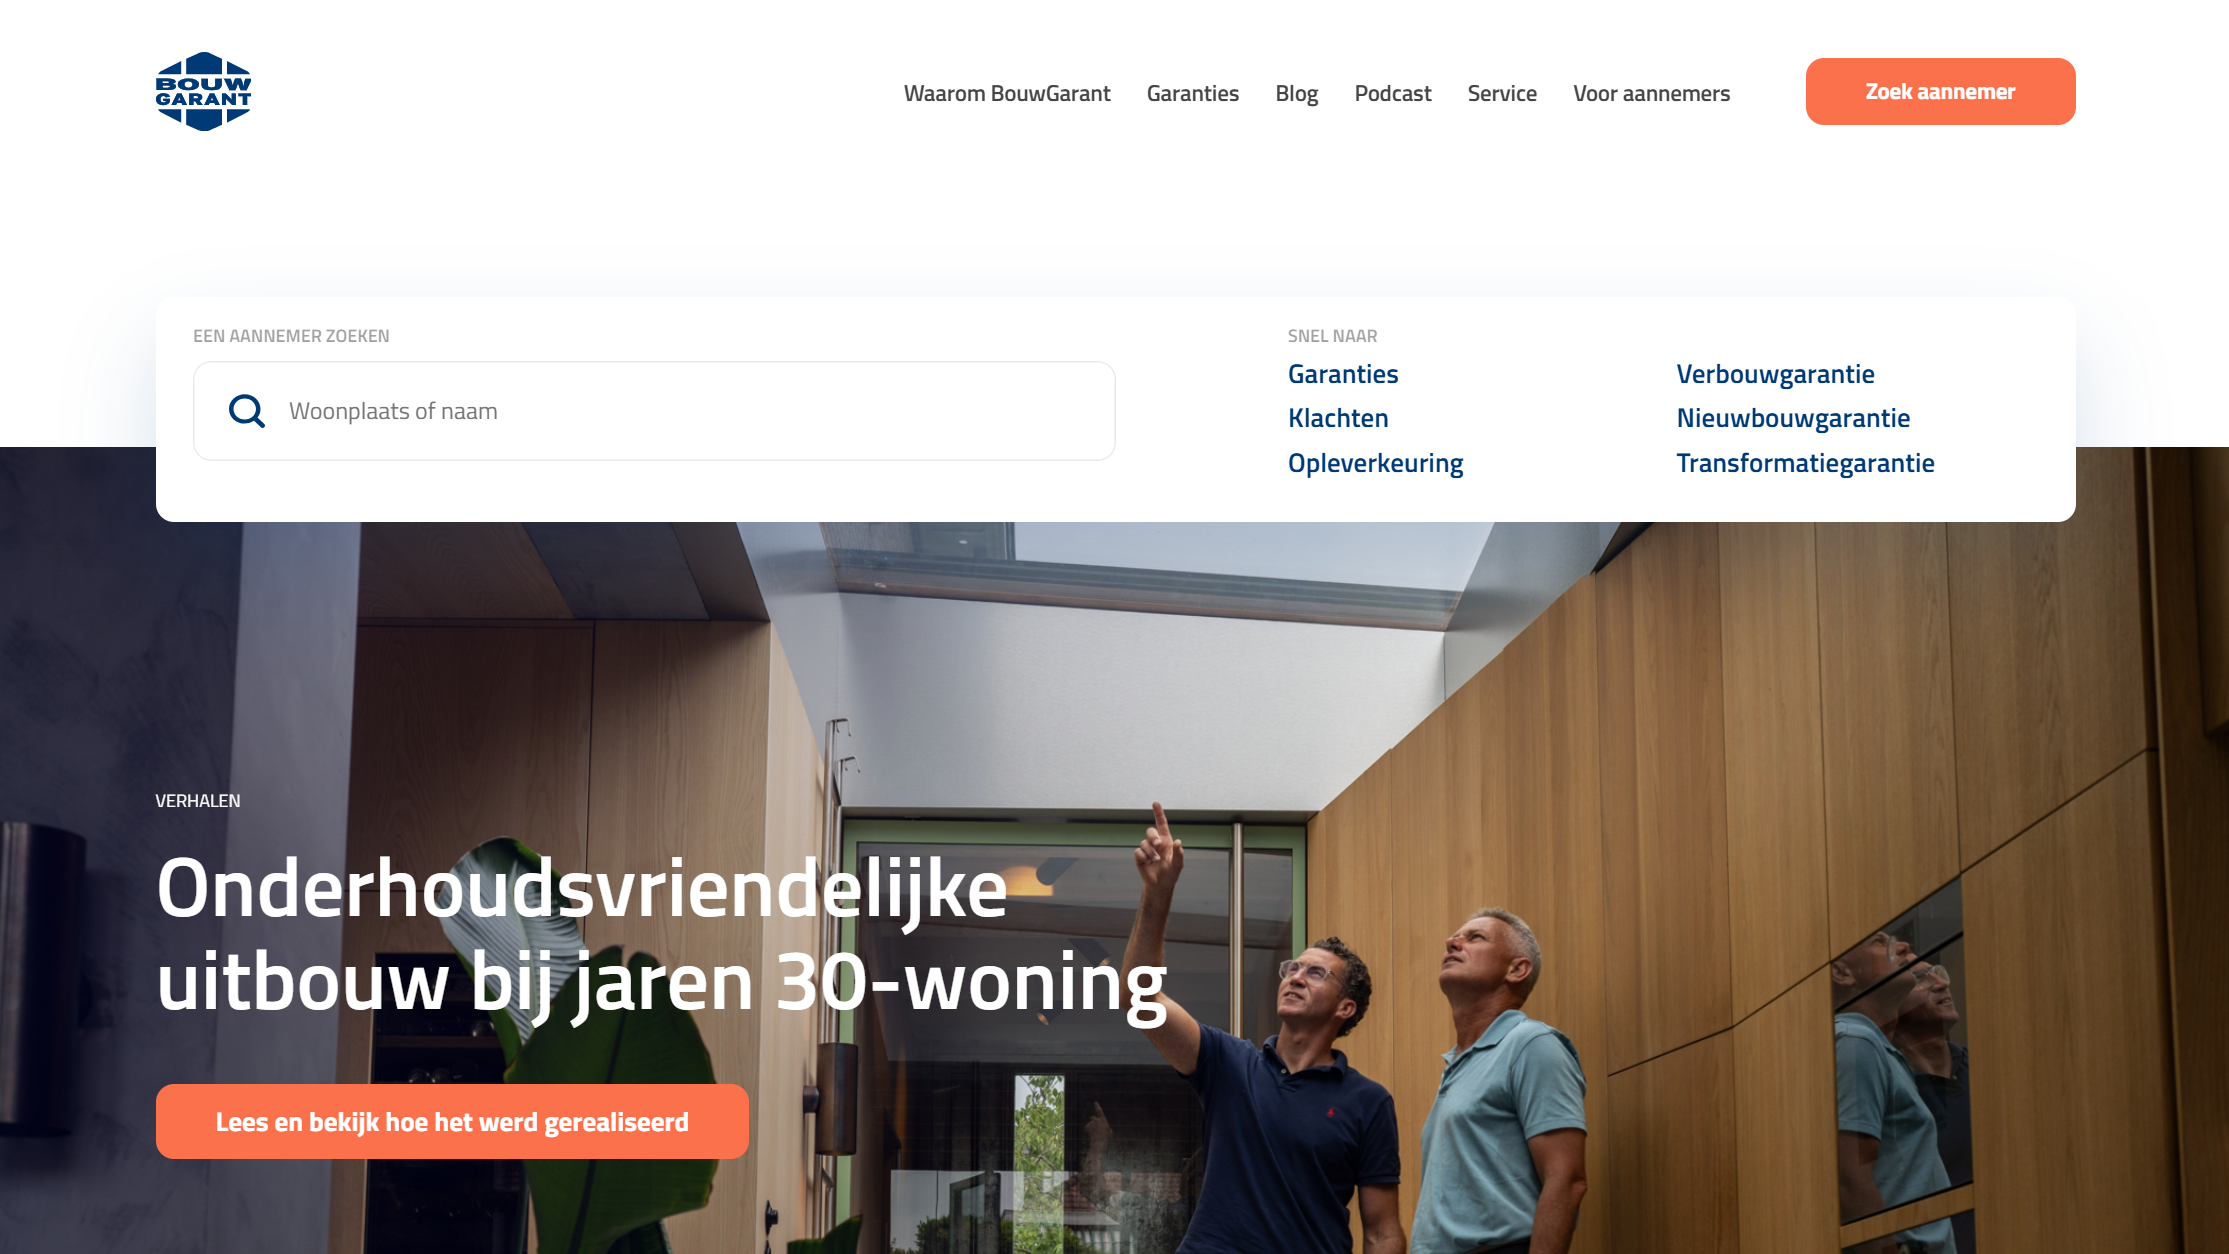 BOUW
GARANT
Waarom BouwGarant
Garanties
Blog
Podcast
Service
Voor aannemers
Zoek aannemer
EEN AANNEMER ZOEKEN
Woonplaats of naam
SNEL NAAR
Garanties
Klachten
Opleverkeuring
Verbouwgarantie
Nieuwbouwgarantie
Transformatiegarantie
VERHALEN
Onderhoudsvriendelijke
uitbouw bij jaren 30-woning
Lees en bekijk hoe het werd gerealiseerd